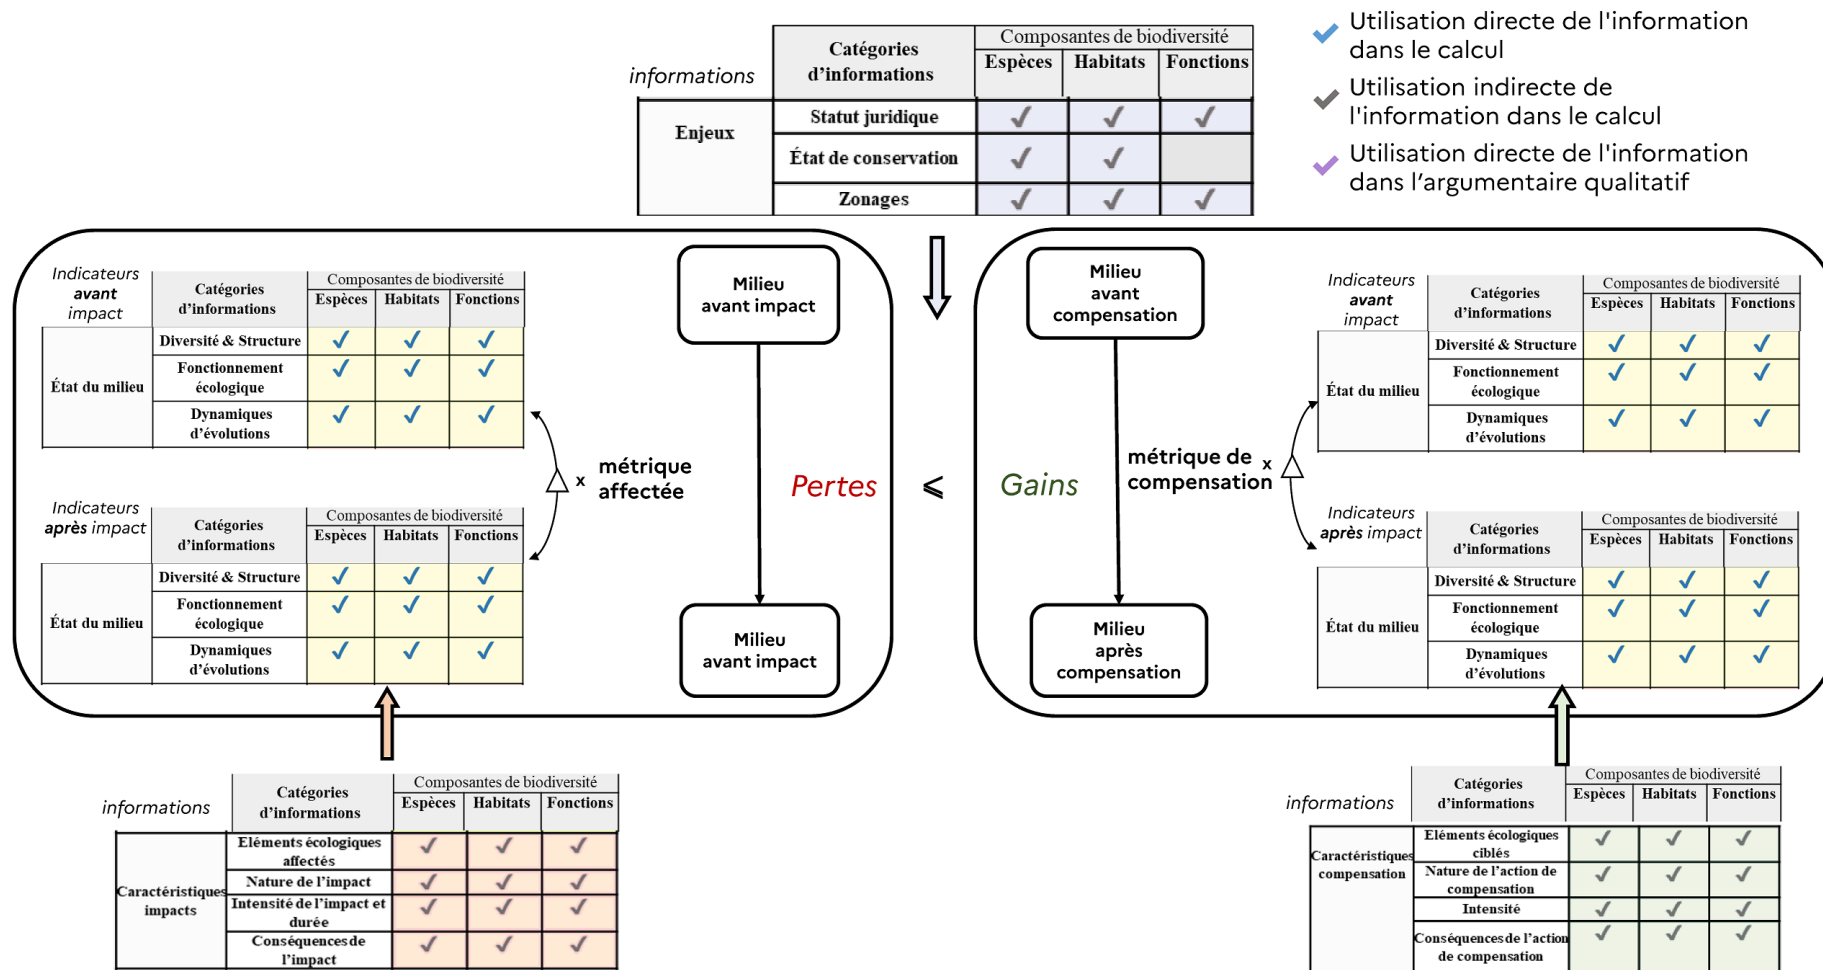 informations
Catégories
d'informations
Composantes de biodiversité
Espèces Habitats Fonctions
Enjeux
Statut juridique ✓ ✓ ✓
État de conservation ✓ ✓
Zonages ✓ ✓ ✓
✓ Utilisation directe de l'information
dans le calcul
✓ Utilisation indirecte de
l'information dans le calcul
✓ Utilisation directe de l'information
dans l’argumentaire qualitatif
Indicateurs
avant
impact
Catégories
d'informations
Composantes de biodiversité
Espèces Habitats Fonctions
État du milieu
Diversité & Structure ✓ ✓ ✓
Fonctionnement
écologique ✓ ✓ ✓
Dynamiques
d'évolutions ✓ ✓ ✓
Indicateurs
après impact
Catégories
d'informations
Composantes de biodiversité
Espèces Habitats Fonctions
État du milieu
Diversité & Structure ✓ ✓ ✓
Fonctionnement
écologique ✓ ✓ ✓
Dynamiques
d'évolutions ✓ ✓ ✓
x métrique
affectée
Milieu
avant impact
Milieu
avant impact
Pertes ⩽ Gains
Milieu
avant
compensation
Milieu
après
compensation
métrique de
compensation x
Indicateurs
avant
impact
Catégories
d'informations
Composantes de biodiversité
Espèces Habitats Fonctions
État du milieu
Diversité & Structure ✓ ✓ ✓
Fonctionnement
écologique ✓ ✓ ✓
Dynamiques
d'évolutions ✓ ✓ ✓
Indicateurs
après impact
Catégories
d'informations
Composantes de biodiversité
Espèces Habitats Fonctions
État du milieu
Diversité & Structure ✓ ✓ ✓
Fonctionnement
écologique ✓ ✓ ✓
Dynamiques
d'évolutions ✓ ✓ ✓
informations
Catégories
d'informations
Composantes de biodiversité
Espèces Habitats Fonctions
Caractéristiques
impacts
Eléments écologiques
affectés ✓ ✓ ✓
Nature de l'impact ✓ ✓ ✓
Intensité de l'impact et
durée ✓ ✓ ✓
Conséquences de
l'impact ✓ ✓ ✓
informations
Catégories
d'informations
Composantes de biodiversité
Espèces Habitats Fonctions
Caractéristiques
compensation
Eléments écologiques
ciblés ✓ ✓ ✓
Nature de l'action de
compensation ✓ ✓ ✓
Intensité ✓ ✓ ✓
Conséquences de l'action
de compensation ✓ ✓ ✓